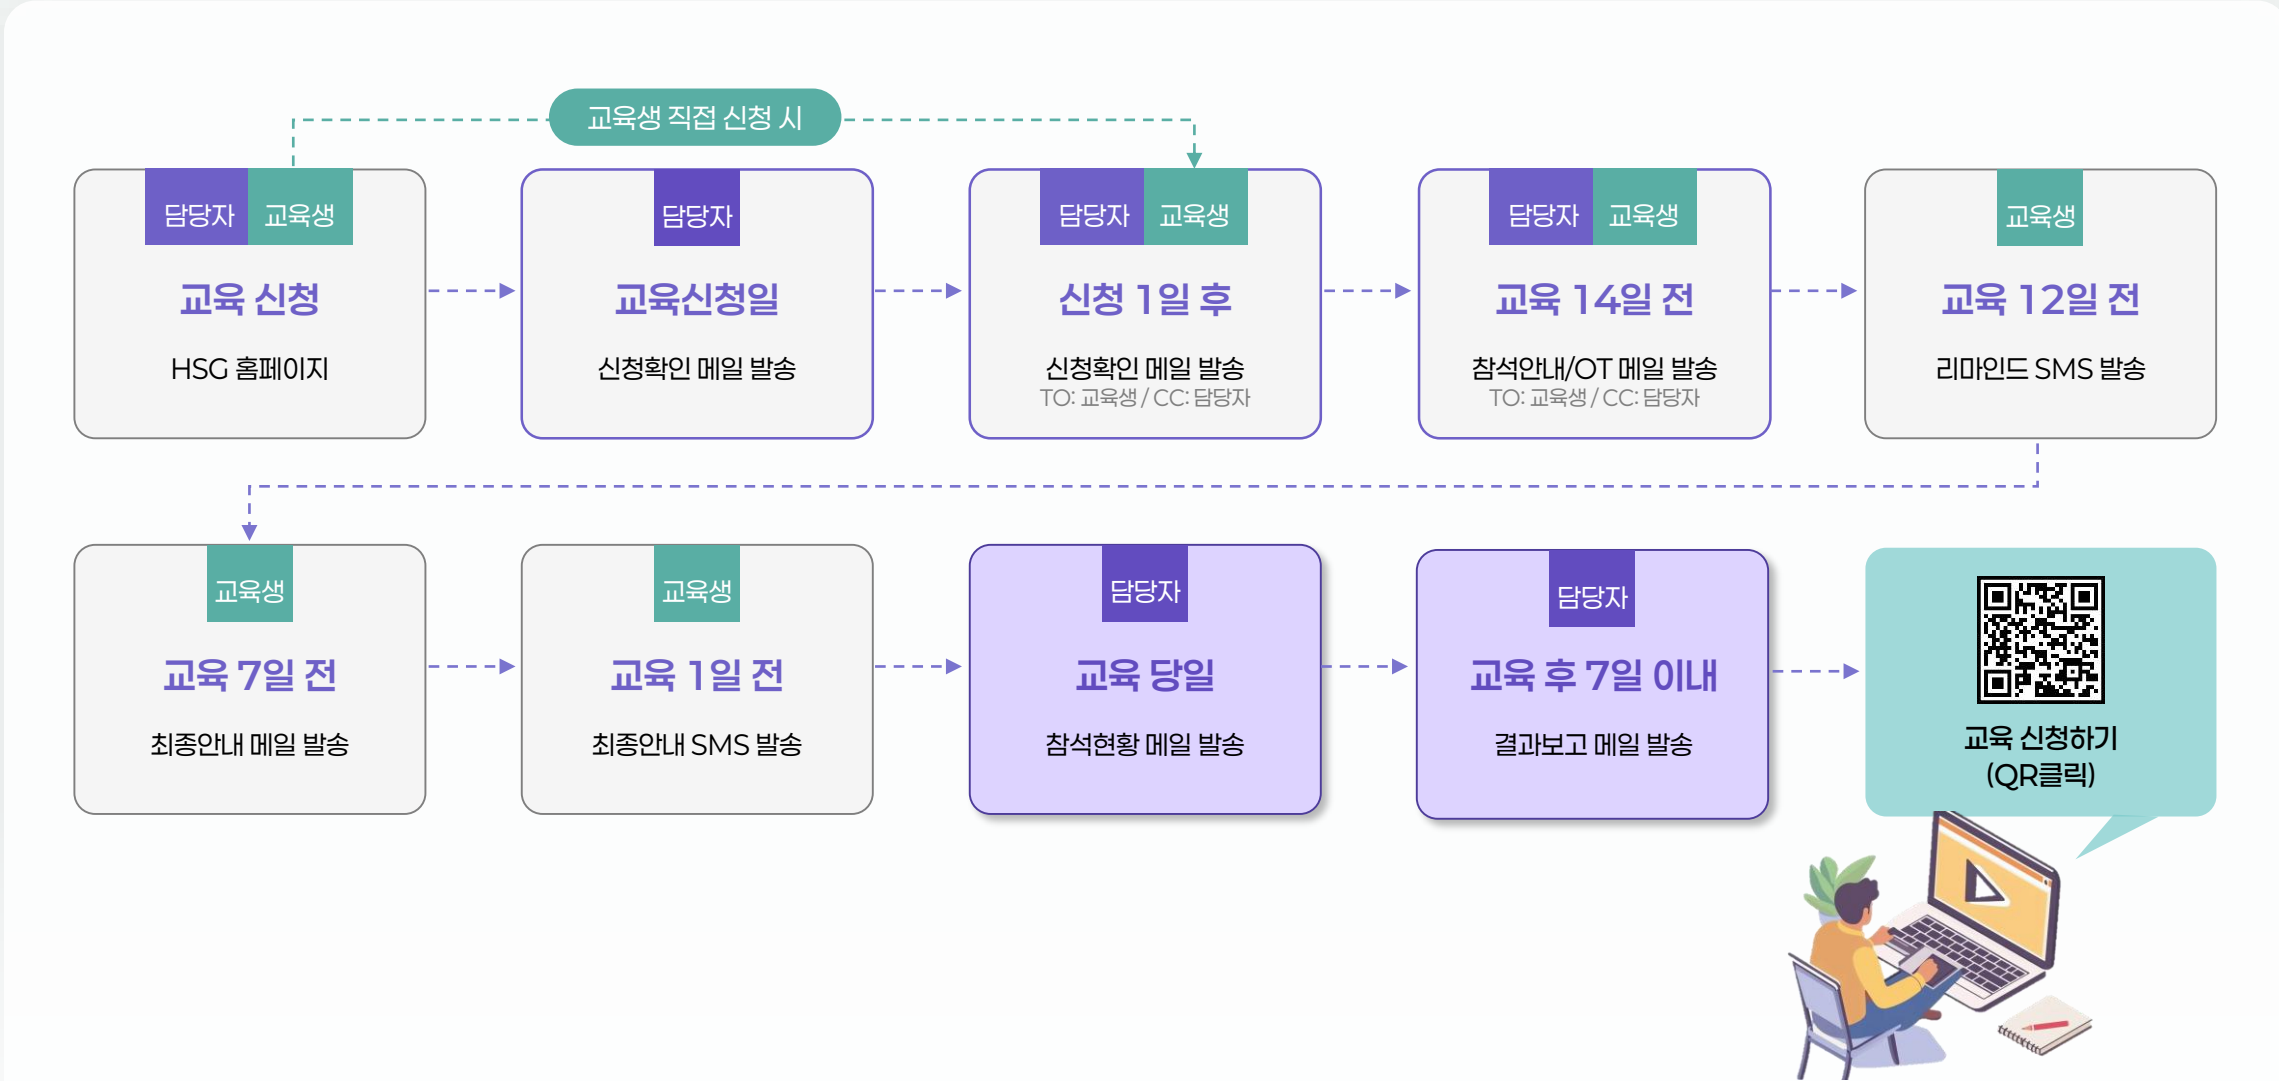 교육생 직접 신청 시
담당자 교육생
교육 신청
HSG 홈페이지
담당자
교육신청일
신청확인 메일 발송
담당자 교육생
신청 1일 후
신청확인 메일 발송
TO: 교육생 / CC: 담당자
담당자 교육생
교육 14일 전
참석안내/OT 메일 발송
TO: 교육생 / CC: 담당자
교육생
교육 12일 전
리마인드 SMS 발송
교육생
교육 7일 전
최종안내 메일 발송
교육생
교육 1일 전
최종안내 SMS 발송
담당자
교육 당일
참석현황 메일 발송
담당자
교육 후 7일 이내
결과보고 메일 발송
교육 신청하기
(QR클릭)